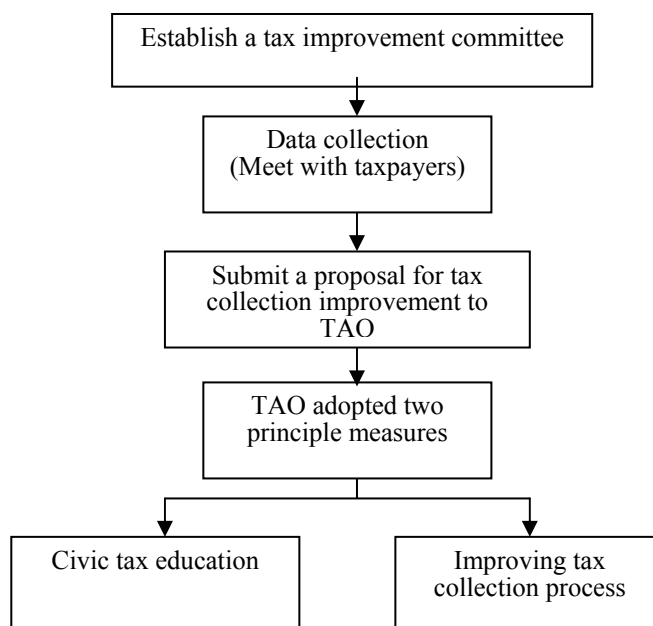 Establish a tax improvement committee
Data collection
(Meet with taxpayers)
Submit a proposal for tax
collection improvement to
TAO
TAO adopted two
principle measures
Civic tax education
Improving tax
collection process